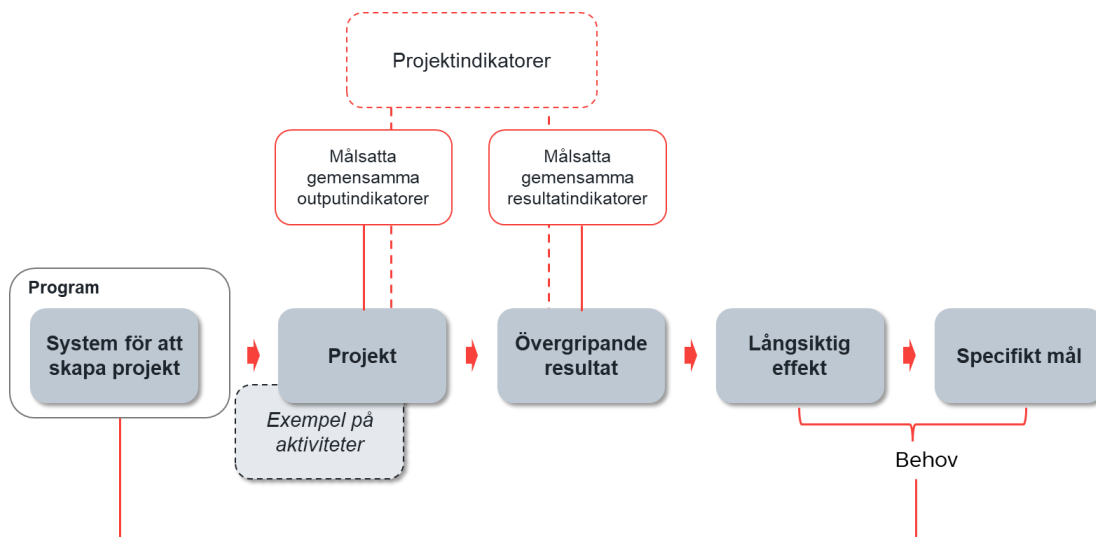 Projektindikatorer
Målsatta
gemensamma
outputindikatorer
Målsatta
gemensamma
resultatindikatorer
Program
System för att
skapa projekt
Projekt
Exempel på
aktiviteter
Övergripande
resultat
Långsiktig
effekt
Specifikt mål
Behov